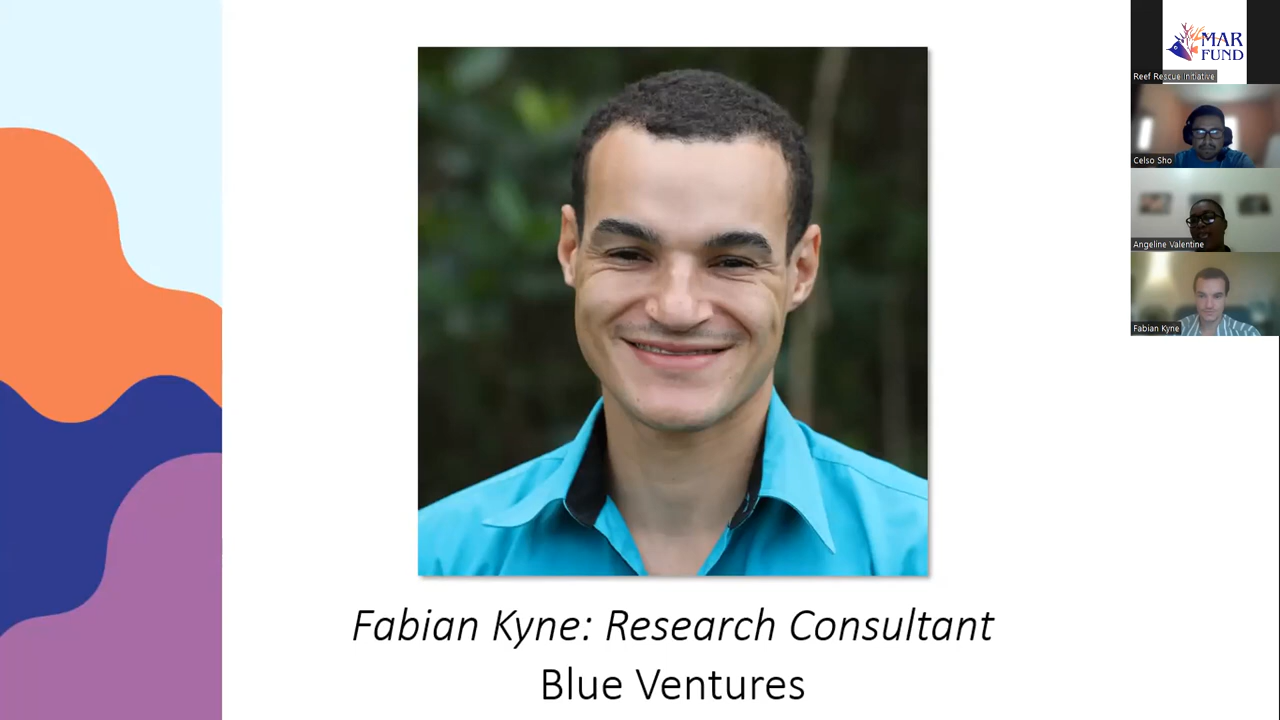 MAR
FUND
Reef Rescue Initiative
Celso Sho
Angeline Valentine
Fabian Kyne
Fabian Kyne: Research Consultant
Blue Ventures